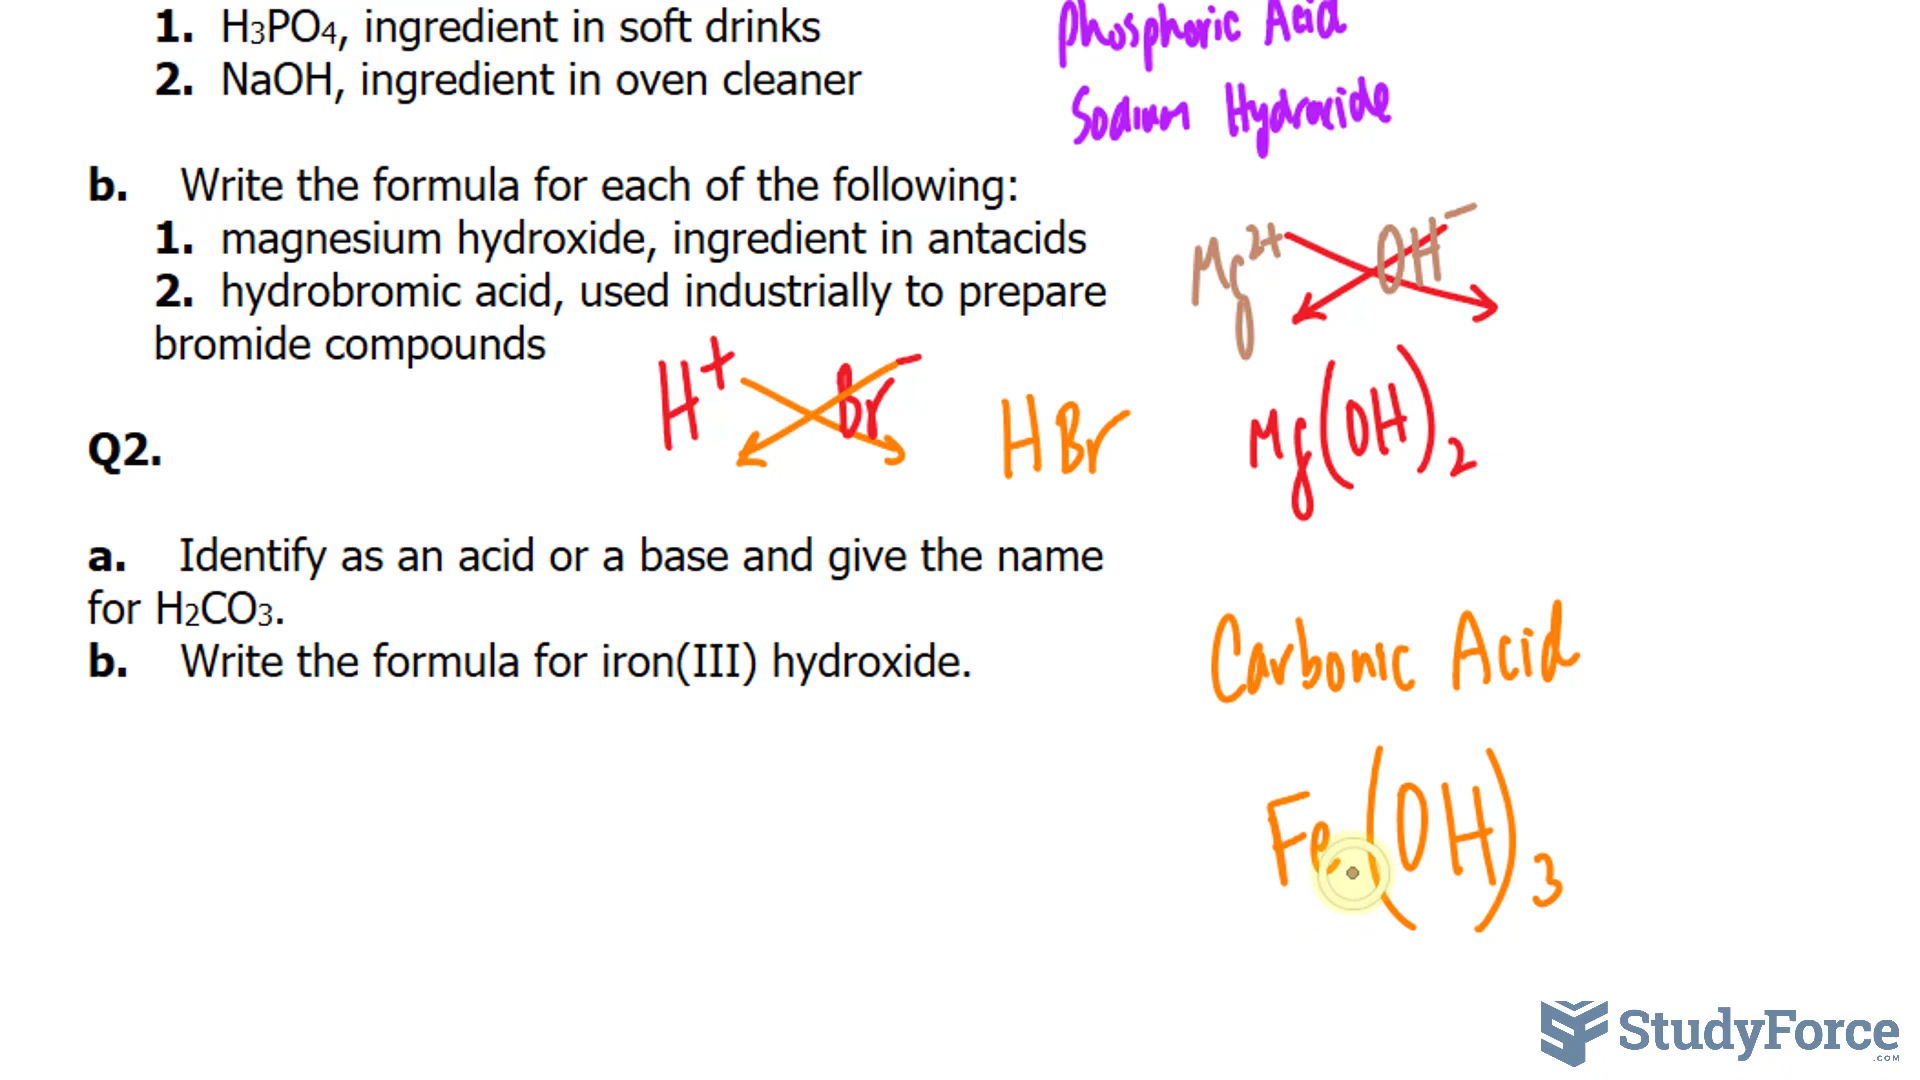 1. H3PO4, ingredient in soft drinks
Phosphoric Acid
2. NaOH, ingredient in oven cleaner
Sodium Hydroxide
b. Write the formula for each of the following:
1. magnesium hydroxide, ingredient in antacids
Mg2+ OH−
2. hydrobromic acid, used industrially to prepare
bromide compounds
H+ Br−
HBr
Mg(OH)2
Q2.
a. Identify as an acid or a base and give the name
for H2CO3.
Carbonic Acid
b. Write the formula for iron(III) hydroxide.
Fe(OH)3
StudyForce
.COM